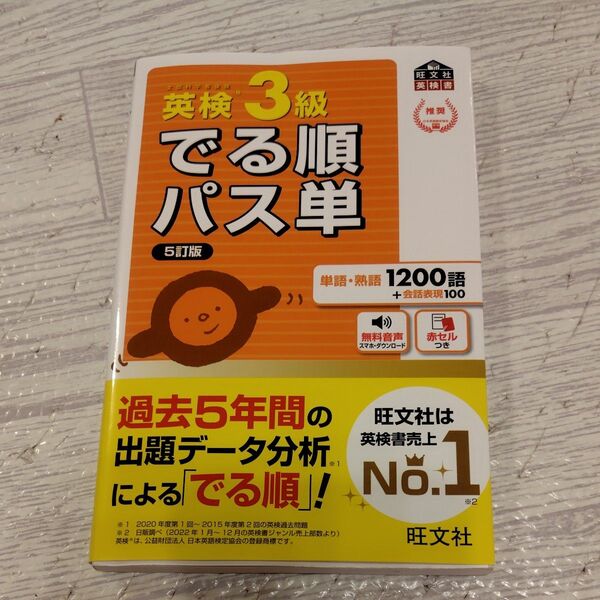 文部科学省後援
英検®3級
でる順
パス単
5訂版
旺文社
英検書
推奨
単語・熟語 1200語
+会話表現100
無料音声
スマホ・ダウンロード
赤セル
つき
過去5年間の
出題データ分析※1
による「でる順」!
旺文社は
英検書売上
No.1※2
※1 2020年度第1回〜2015年度第2回の英検過去問題
※2 日販調べ(2022年1月〜12月の英検書ジャンル売上部数より)
英検®は、公益財団法人 日本英語検定協会の登録商標です。
旺文社